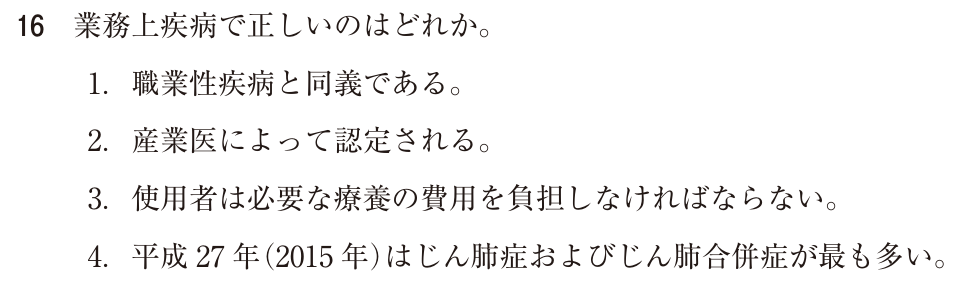 16 業務上疾病で正しいのはどれか。
1. 職業性疾病と同義である。
2. 産業医によって認定される。
3. 使用者は必要な療養の費用を負担しなければならない。
4. 平成 27 年(2015 年)はじん肺症およびじん肺合併症が最も多い。